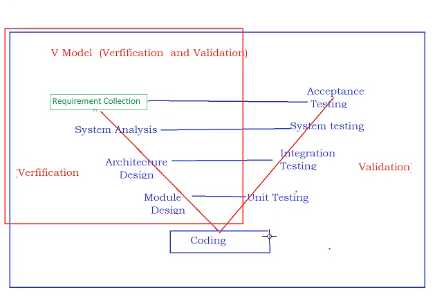 V Model (Verfification and Validation)
Requirement Collection
Acceptance
Testing
System Analysis
System testing
Architecture
Design
Integration
Testing
Verfification
Validation
Module
Design
Unit Testing
Coding